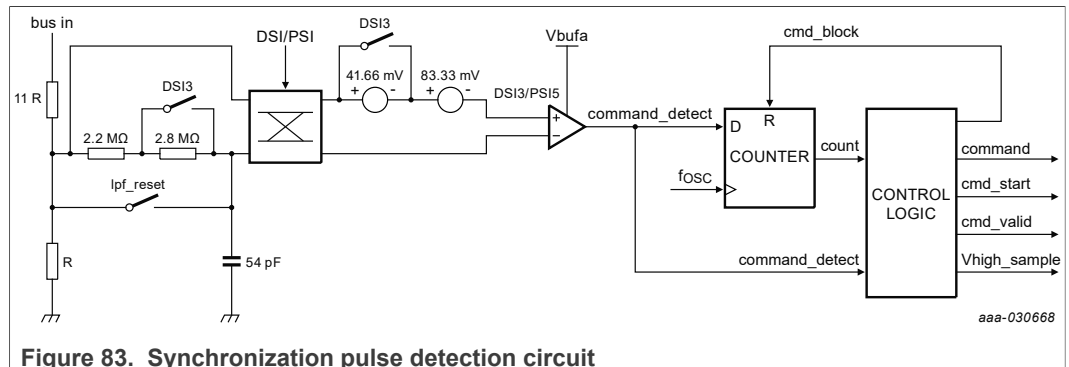 bus in
DSI3
DSI/PSI
Vbufa
cmd_block
41.66 mV
83.33 mV
+ -
+ -
11 R
DSI3
DSI3/PSI5
command_detect
D
R
2.2 MΩ
2.8 MΩ
+
−
COUNTER
count
command
lpf_reset
fOSC
CONTROL
LOGIC
cmd_start
cmd_valid
R
54 pF
command_detect
Vhigh_sample
aaa-030668
Figure 83. Synchronization pulse detection circuit